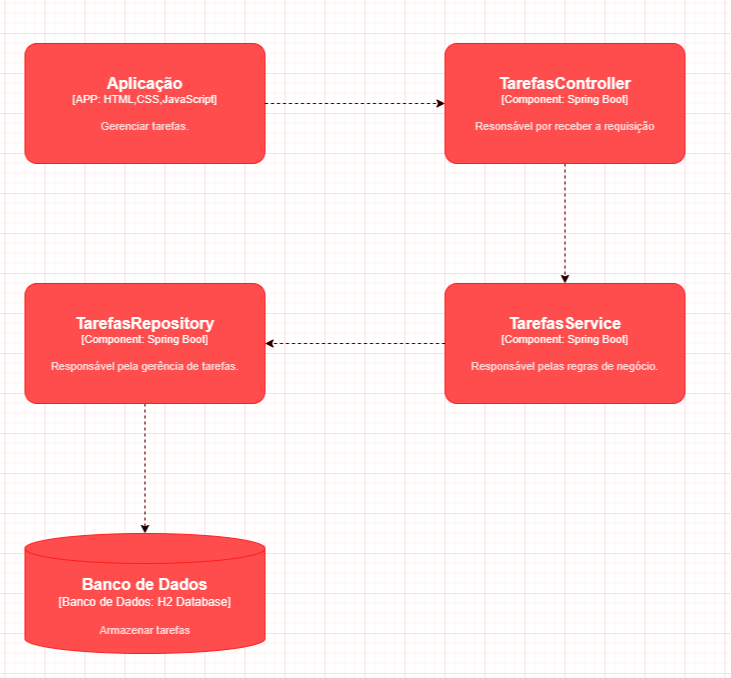 Aplicação
[APP: HTML,CSS,JavaScript]
Gerenciar tarefas.
TarefasController
[Component: Spring Boot]
Resonsável por receber a requisição
TarefasRepository
[Component: Spring Boot]
Responsável pela gerência de tarefas.
TarefasService
[Component: Spring Boot]
Responsável pelas regras de negócio.
Banco de Dados
[Banco de Dados: H2 Database]
Armazenar tarefas